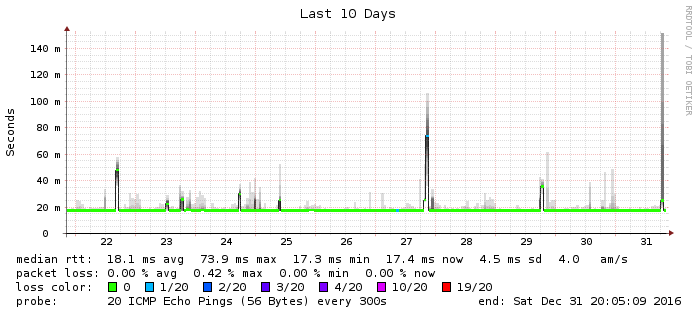 Last 10 Days
RRDTOOL / TOBI OETIKER
Seconds
140 m
120 m
100 m
80 m
60 m
40 m
20 m
0
22 23 24 25 26 27 28 29 30 31
median rtt: 18.1 ms avg 73.9 ms max 17.3 ms min 17.4 ms now 4.5 ms sd 4.0 am/s
packet loss: 0.00 % avg 0.42 % max 0.00 % min 0.00 % now
loss color: 0 1/20 2/20 3/20 4/20 10/20 19/20
probe: 20 ICMP Echo Pings (56 Bytes) every 300s end: Sat Dec 31 20:05:09 2016